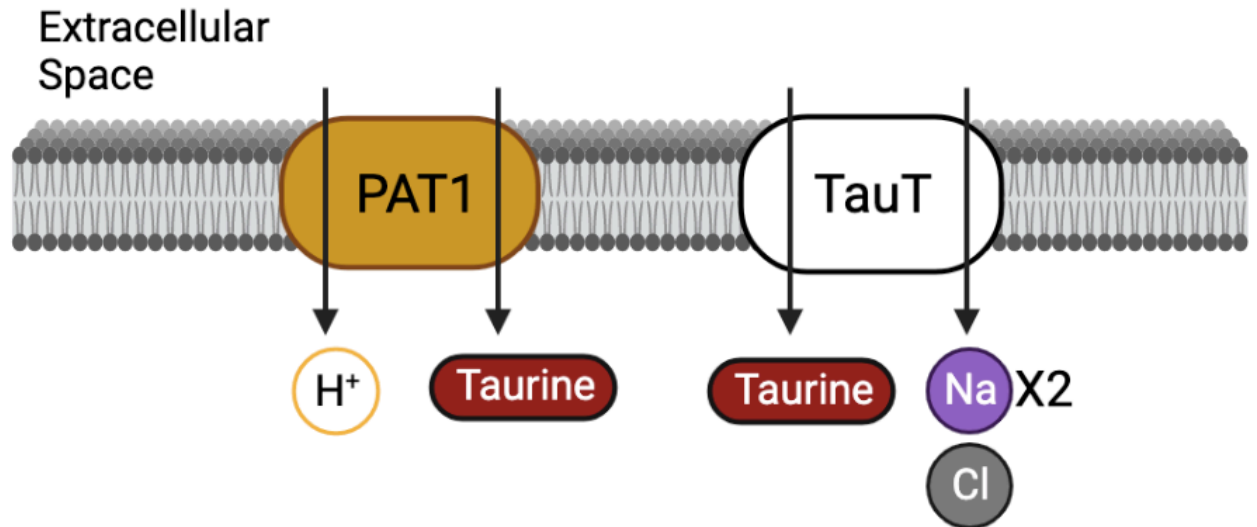 Extracellular
Space
PAT1
TauT
H⁺
Taurine
Taurine
Na X2
Cl